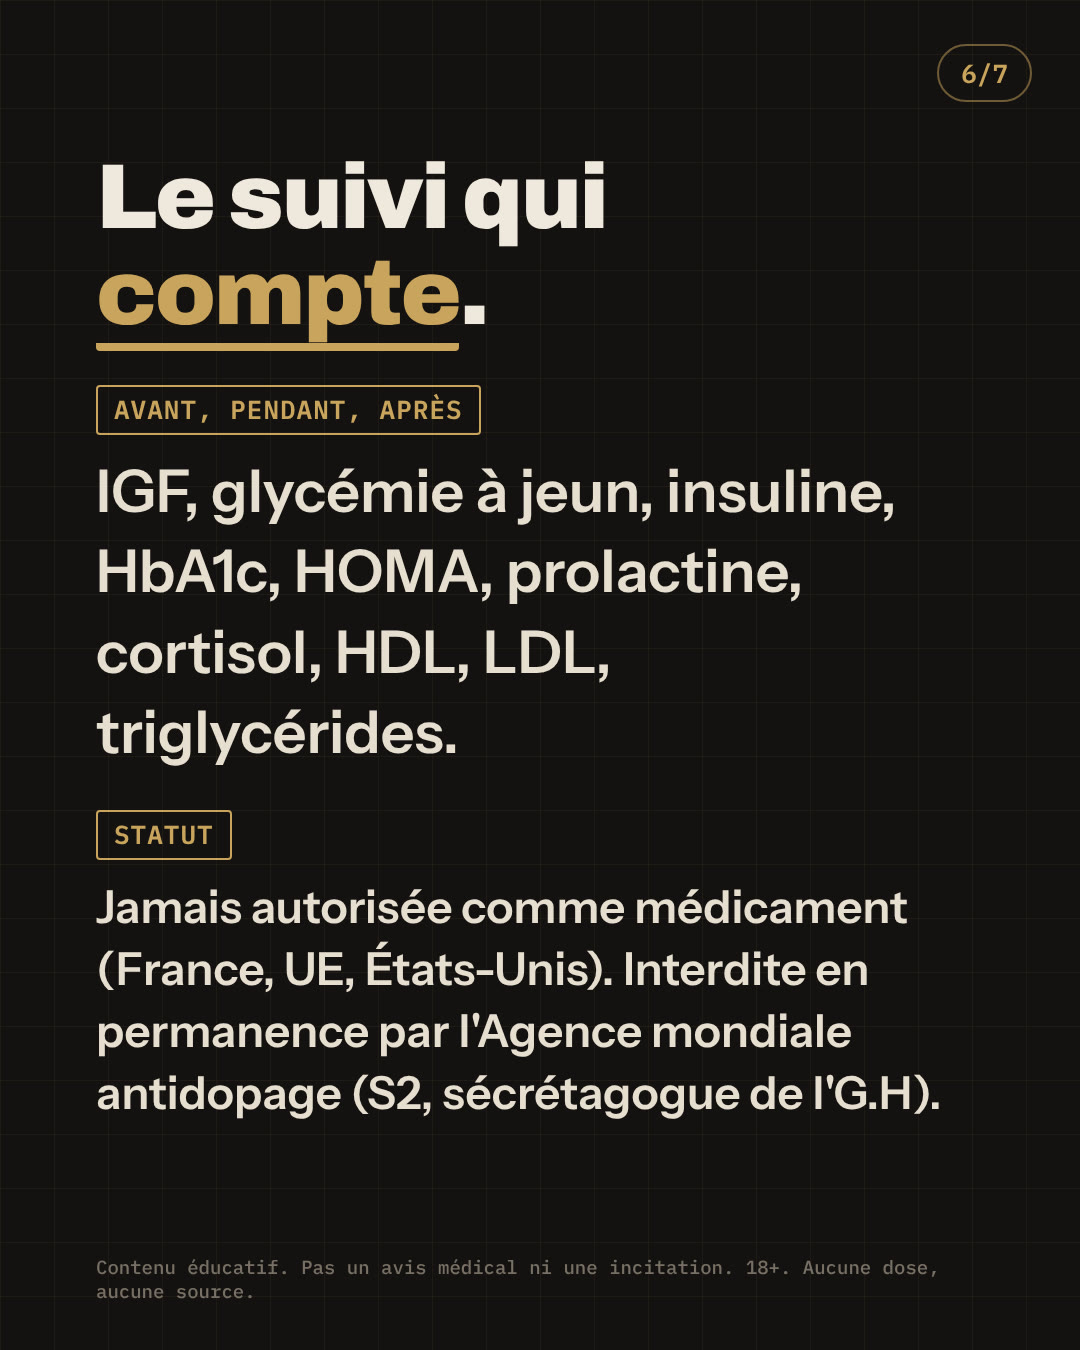 6/7
Le suivi qui
compte.
AVANT, PENDANT, APRÈS
IGF, glycémie à jeun, insuline,
HbA1c, HOMA, prolactine,
cortisol, HDL, LDL,
triglycérides.
STATUT
Jamais autorisée comme médicament
(France, UE, États-Unis). Interdite en
permanence par l'Agence mondiale
antidopage (S2, sécrétagogue de l'G.H).
Contenu éducatif. Pas un avis médical ni une incitation. 18+. Aucune dose,
aucune source.